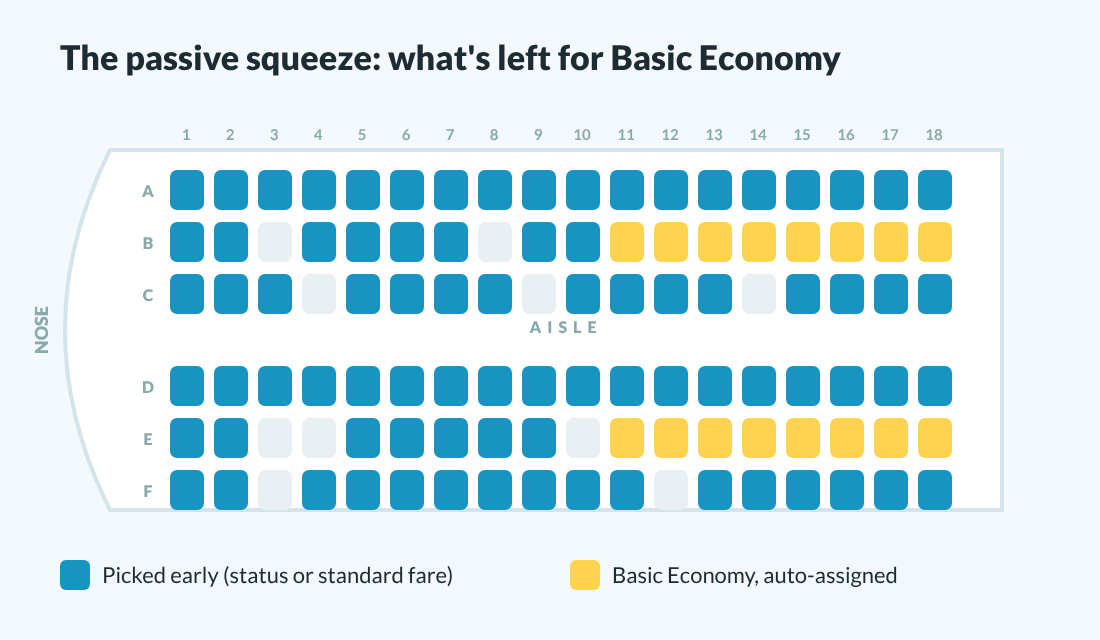 The passive squeeze: what's left for Basic Economy
1 2 3 4 5 6 7 8 9 10 11 12 13 14 15 16 17 18
A
B
C
AISLE
NOSE
D
E
F
Picked early (status or standard fare)
Basic Economy, auto-assigned